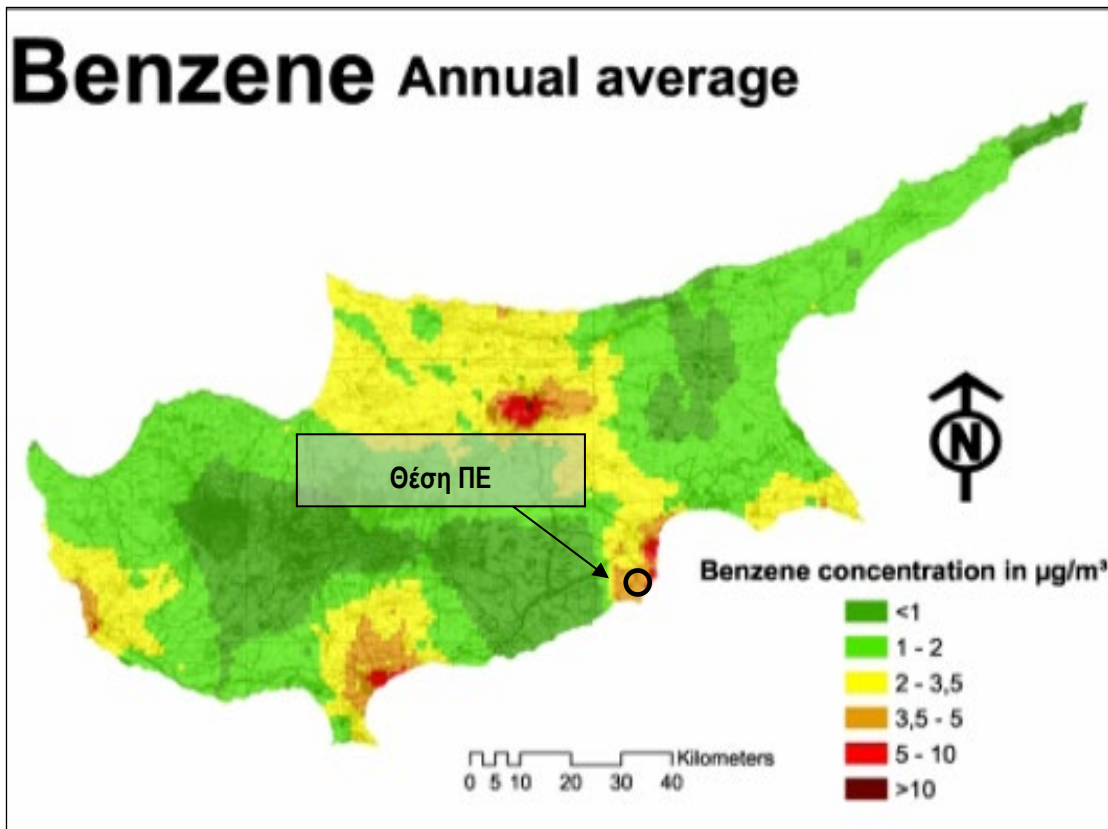 Benzene Annual average
Θέση ΠΕ
N
Benzene concentration in µg/m³
<1
1 - 2
2 - 3,5
3,5 - 5
5 - 10
>10
Kilometers
0 5 10 20 30 40